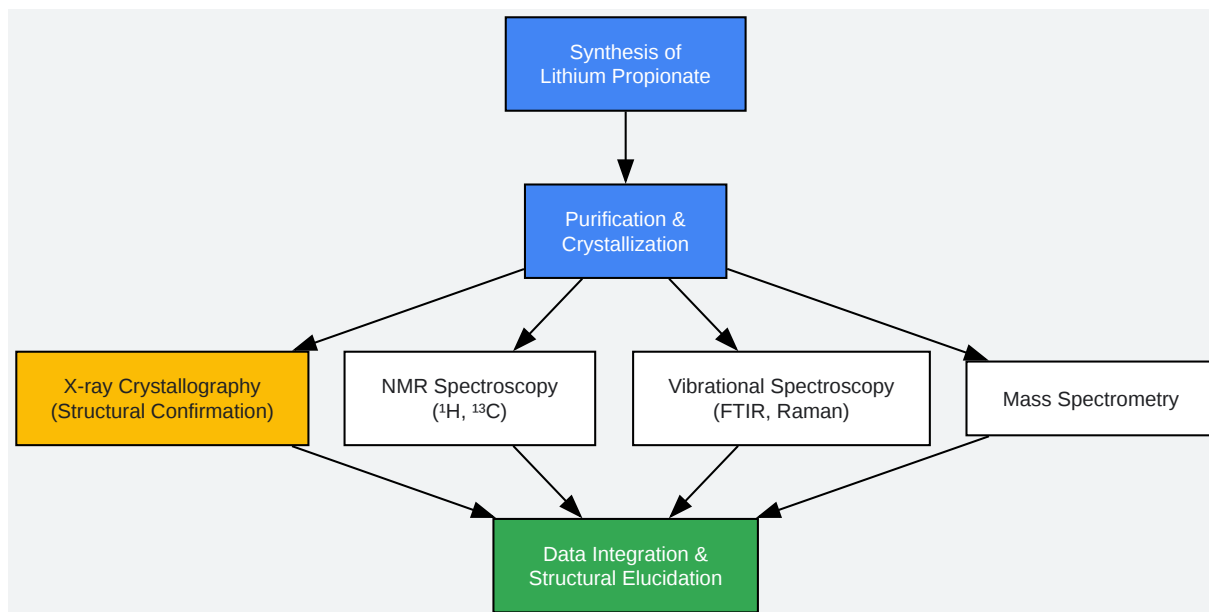 Synthesis of
Lithium Propionate
Purification &
Crystallization
X-ray Crystallography
(Structural Confirmation)
NMR Spectroscopy
(¹H, ¹³C)
Vibrational Spectroscopy
(FTIR, Raman)
Mass Spectrometry
Data Integration &
Structural Elucidation